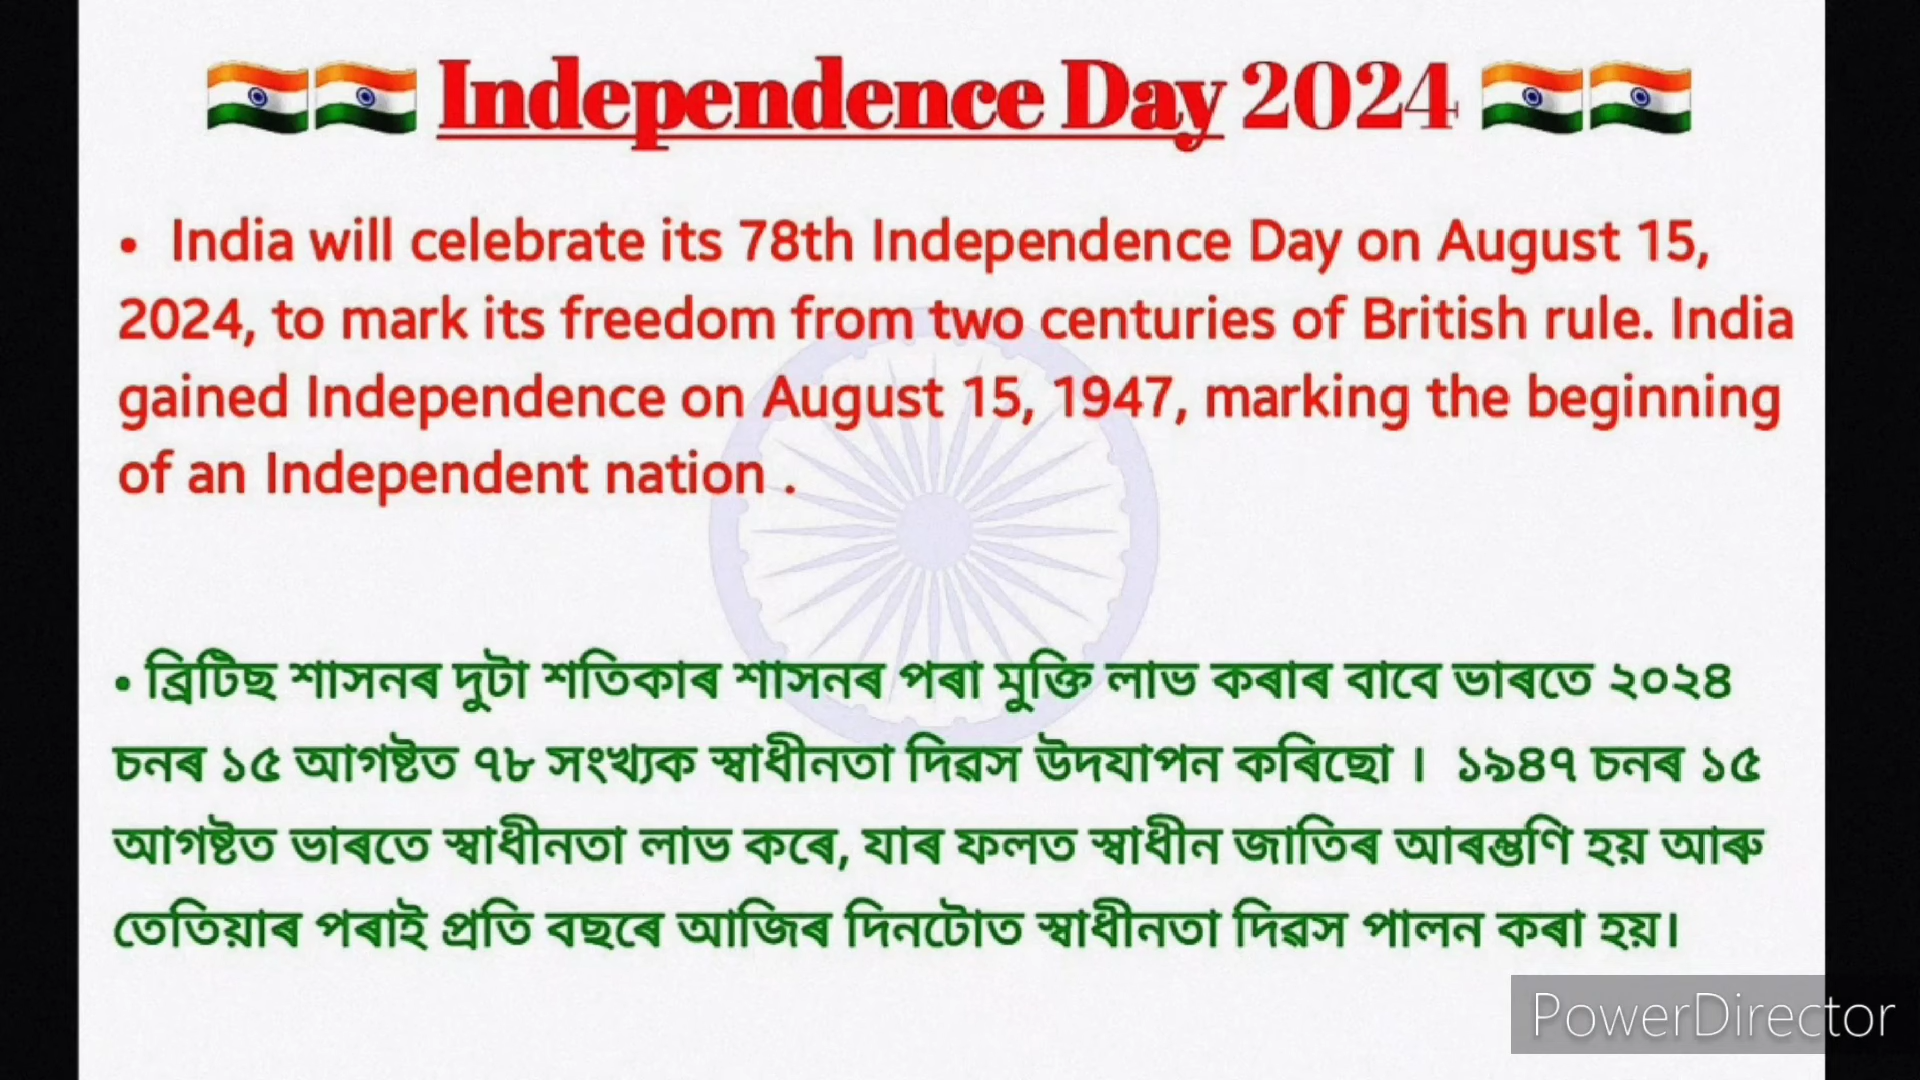 🇮🇳🇮🇳 Independence Day 2024 🇮🇳🇮🇳
• India will celebrate its 78th Independence Day on August 15,
2024, to mark its freedom from two centuries of British rule. India
gained Independence on August 15, 1947, marking the beginning
of an Independent nation .
• ব্ৰিটিছ শাসনৰ দুটা শতিকাৰ শাসনৰ পৰা মুক্তি লাভ কৰাৰ বাবে ভাৰতে ২০২৪
চনৰ ১৫ আগষ্টত ৭৮ সংখ্যক স্বাধীনতা দিৱস উদযাপন কৰিছো । ১৯৪৭ চনৰ ১৫
আগষ্টত ভাৰতে স্বাধীনতা লাভ কৰে, যাৰ ফলত স্বাধীন জাতিৰ আৰম্ভণি হয় আৰু
তেতিয়াৰ পৰাই প্ৰতি বছৰে আজিৰ দিনটোত স্বাধীনতা দিৱস পালন কৰা হয়।
PowerDirector